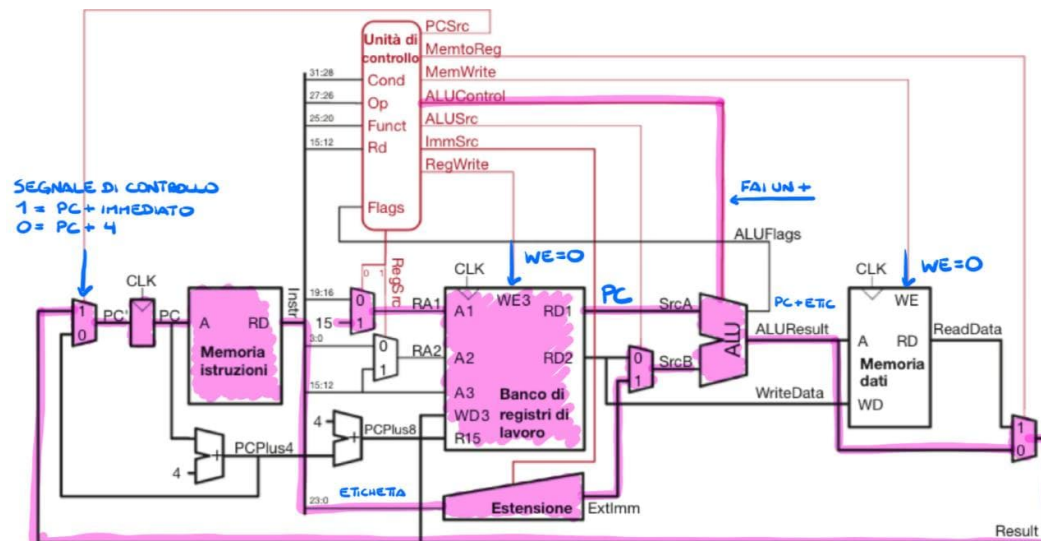 PCSrc
Unità di
controllo
MemtoReg
MemWrite
31:28
Cond
ALUControl
27:26
Op
ALUSrc
25:20
Funct
ImmSrc
15:12
Rd
RegWrite
SEGNALE DI CONTROLLO
1 = PC + IMMEDIATO
0 = PC + 4
FAI UN +
Flags
ALUFlags
WE=0
WE=0
CLK
RegSrc
0 1
CLK
CLK
Instr
19:16
0
RA1
A1
WE3
RD1
PC
SrcA
PC+ETIC
WE
1
PC'
PC
A
RD
15
1
ALU
ALUResult
A
RD
ReadData
0
Memoria
istruzioni
3:0
0
RA2
A2
RD2
0
SrcB
Memoria
dati
1
1
15:12
A3
Banco di
registri di
lavoro
WriteData
WD
4
WD3
1
PCPlus4
+
PCPlus8
R15
0
+
4
ETICHETTA
23:0
Estensione
ExtImm
Result